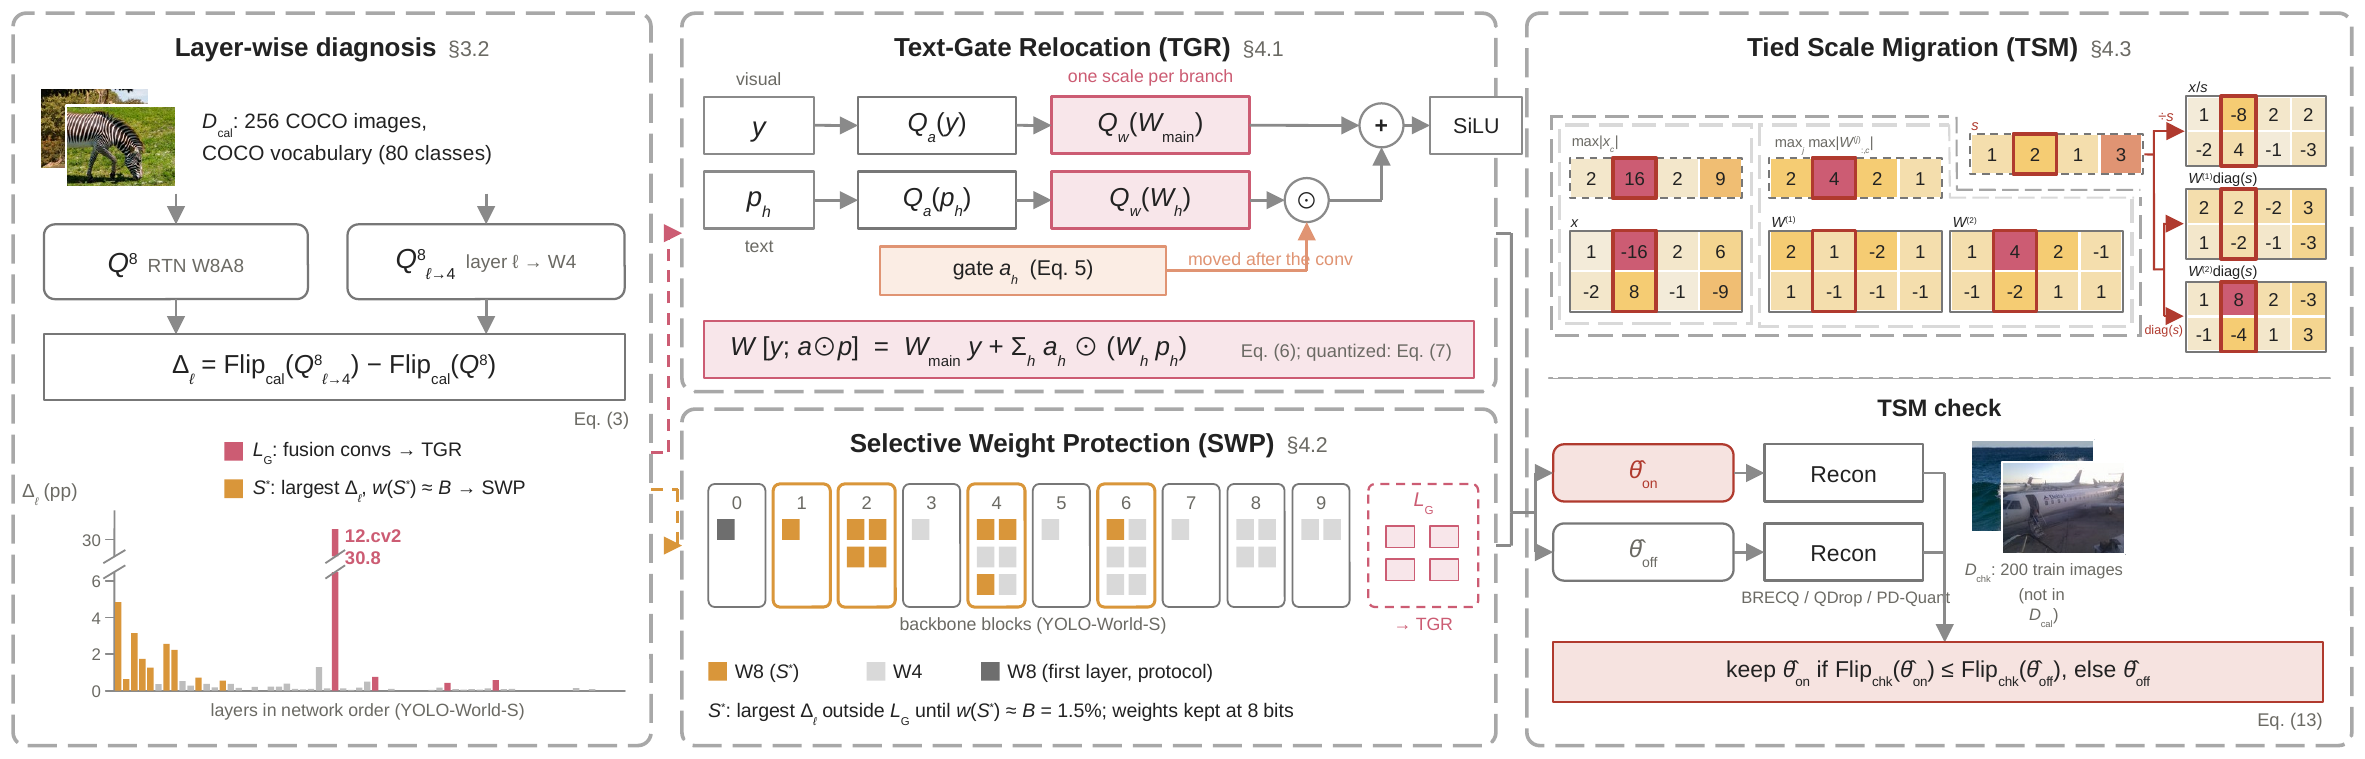 Layer-wise diagnosis §3.2
D_cal: 256 COCO images,
COCO vocabulary (80 classes)
Q⁸ RTN W8A8
Q⁸_ℓ→4 layer ℓ → W4
Δ_ℓ = Flip_cal(Q⁸_ℓ→4) − Flip_cal(Q⁸)
Eq. (3)
L_G: fusion convs → TGR
S*: largest Δ_ℓ, w(S*) ≈ B → SWP
Δ_ℓ (pp)
30
6
4
2
0
12.cv2
30.8
layers in network order (YOLO-World-S)
Text-Gate Relocation (TGR) §4.1
visual
one scale per branch
y
Q_a(y)
Q_w(W_main)
+
SiLU
p_h
Q_a(p_h)
Q_w(W_h)
⊙
text
gate a_h (Eq. 5)
moved after the conv
W [y; a⊙p] = W_main y + Σ_h a_h ⊙ (W_h p_h)
Eq. (6); quantized: Eq. (7)
Selective Weight Protection (SWP) §4.2
0 1 2 3 4 5 6 7 8 9
L_G
backbone blocks (YOLO-World-S)
→ TGR
W8 (S*)
W4
W8 (first layer, protocol)
S*: largest Δ_ℓ outside L_G until w(S*) ≈ B = 1.5%; weights kept at 8 bits
Tied Scale Migration (TSM) §4.3
max|x_c|
2 16 2 9
x
1 -16 2 6
-2 8 -1 -9
max_j max|W^(j)_:,c|
2 4 2 1
W⁽¹⁾
2 1 -2 1
1 -1 -1 -1
W⁽²⁾
1 4 2 -1
-1 -2 1 1
s
1 2 1 3
÷s
diag(s)
x/s
1 -8 2 2
-2 4 -1 -3
W⁽¹⁾diag(s)
2 2 -2 3
1 -2 -1 -3
W⁽²⁾diag(s)
1 8 2 -3
-1 -4 1 3
TSM check
θ̂_on
Recon
θ̂_off
Recon
BRECQ / QDrop / PD-Quant
D_chk: 200 train images
(not in
D_cal)
keep θ̂_on if Flip_chk(θ̂_on) ≤ Flip_chk(θ̂_off), else θ̂_off
Eq. (13)